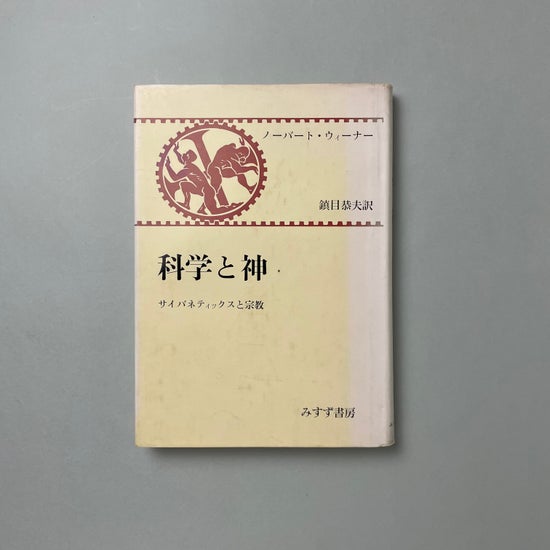 ノーバート・ウィーナー
鎮目恭夫訳
科学と神
サイバネティックスと宗教
みすず書房